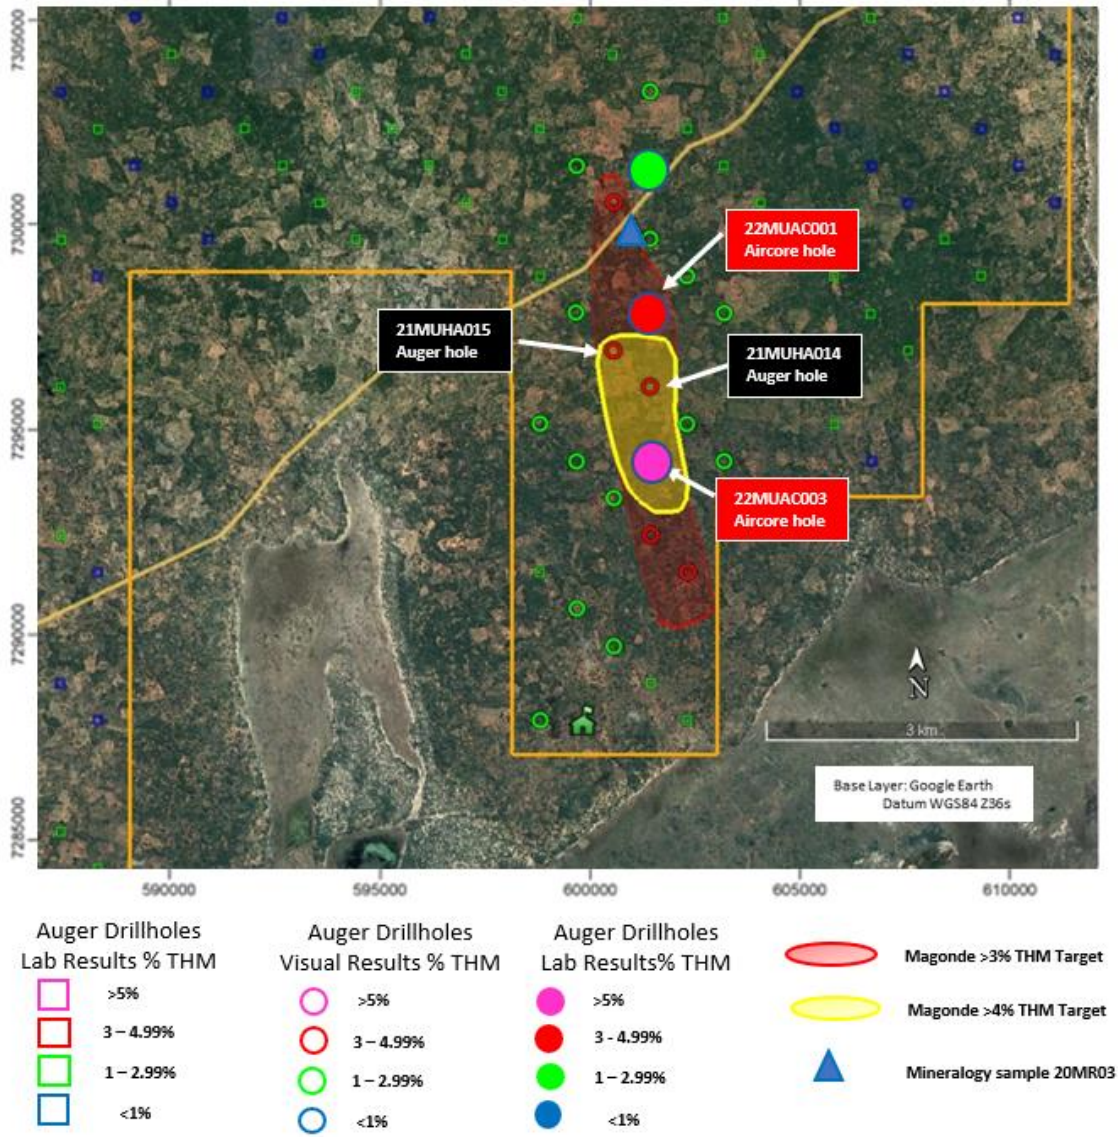 7305000
7300000
7295000
7290000
7285000
22MUAC001
Aircore hole
21MUHA015
Auger hole
21MUHA014
Auger hole
22MUAC003
Aircore hole
N
3 km
Base Layer: Google Earth
Datum WGS84 Z36s
590000
595000
600000
605000
610000
Auger Drillholes
Lab Results % THM
>5%
3 – 4.99%
1 – 2.99%
<1%
Auger Drillholes
Visual Results % THM
>5%
3 – 4.99%
1 – 2.99%
<1%
Auger Drillholes
Lab Results% THM
>5%
3 - 4.99%
1 – 2.99%
<1%
Magonde >3% THM Target
Magonde >4% THM Target
Mineralogy sample 20MR03